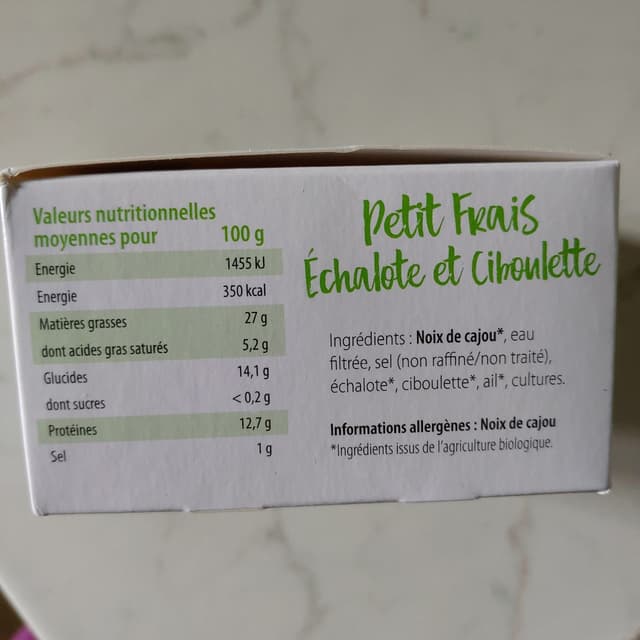 Valeurs nutritionnelles
moyennes pour 100 g
Energie 1455 kJ
Energie 350 kcal
Matières grasses 27 g
dont acides gras saturés 5,2 g
Glucides 14,1 g
dont sucres < 0,2 g
Protéines 12,7 g
Sel 1 g
Petit Frais
Échalote et Ciboulette
Ingrédients : Noix de cajou*, eau
filtrée, sel (non raffiné/non traité),
échalote*, ciboulette*, ail*, cultures.
Informations allergènes : Noix de cajou
*Ingrédients issus de l'agriculture biologique.